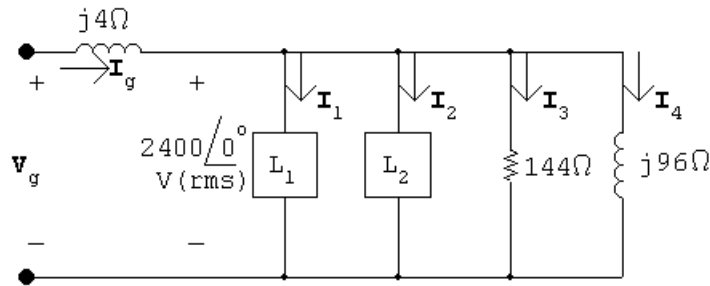 j4Ω
+ I_g +
I_1 I_2 I_3 I_4
V_g
2400/0°
V(rms)
L_1
L_2
144Ω
j96Ω
− −